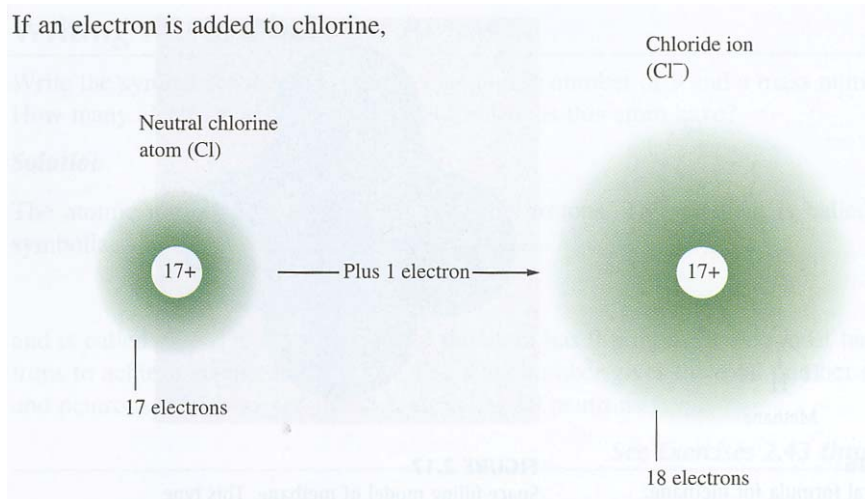 If an electron is added to chlorine,
Chloride ion
(Cl⁻)
Neutral chlorine
atom (Cl)
17+
Plus 1 electron
17+
17 electrons
18 electrons